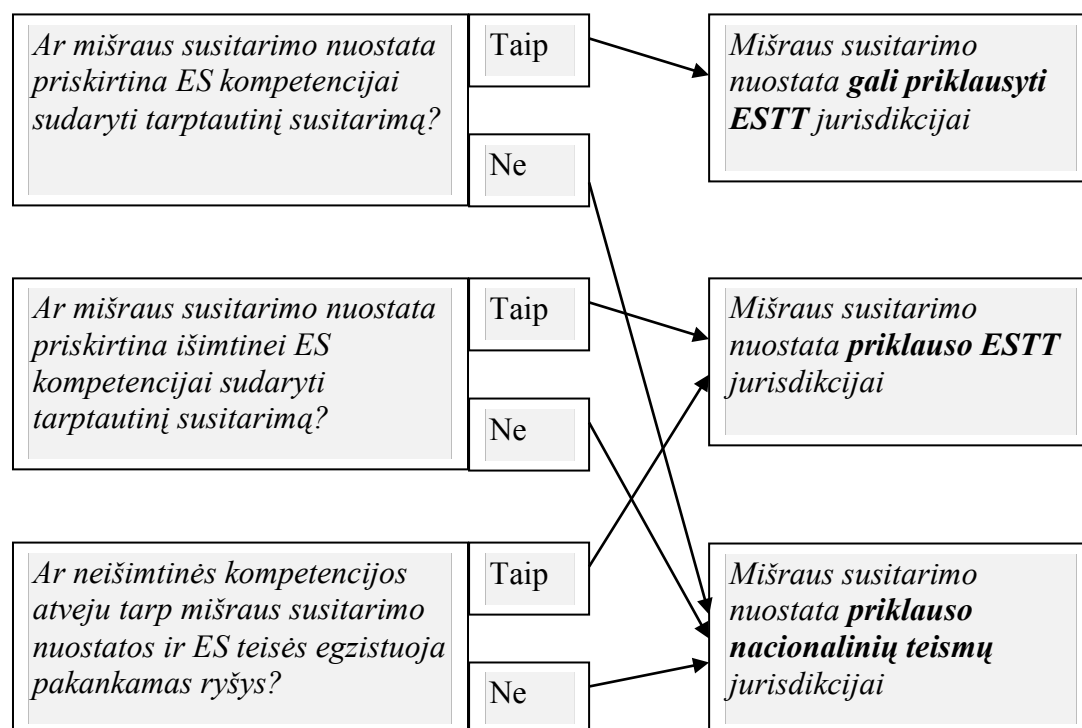 Ar mišraus susitarimo nuostata
priskirtina ES kompetencijai
sudaryti tarptautinį susitarimą?
Taip
Ne
Mišraus susitarimo
nuostata gali priklausyti
ESTT jurisdikcijai
Ar mišraus susitarimo nuostata
priskirtina išimtinei ES
kompetencijai sudaryti
tarptautinį susitarimą?
Taip
Ne
Mišraus susitarimo
nuostata priklauso ESTT
jurisdikcijai
Ar neišimtinės kompetencijos
atveju tarp mišraus susitarimo
nuostatos ir ES teisės egzistuoja
pakankamas ryšys?
Taip
Ne
Mišraus susitarimo
nuostata priklauso
nacionalinių teismų
jurisdikcijai